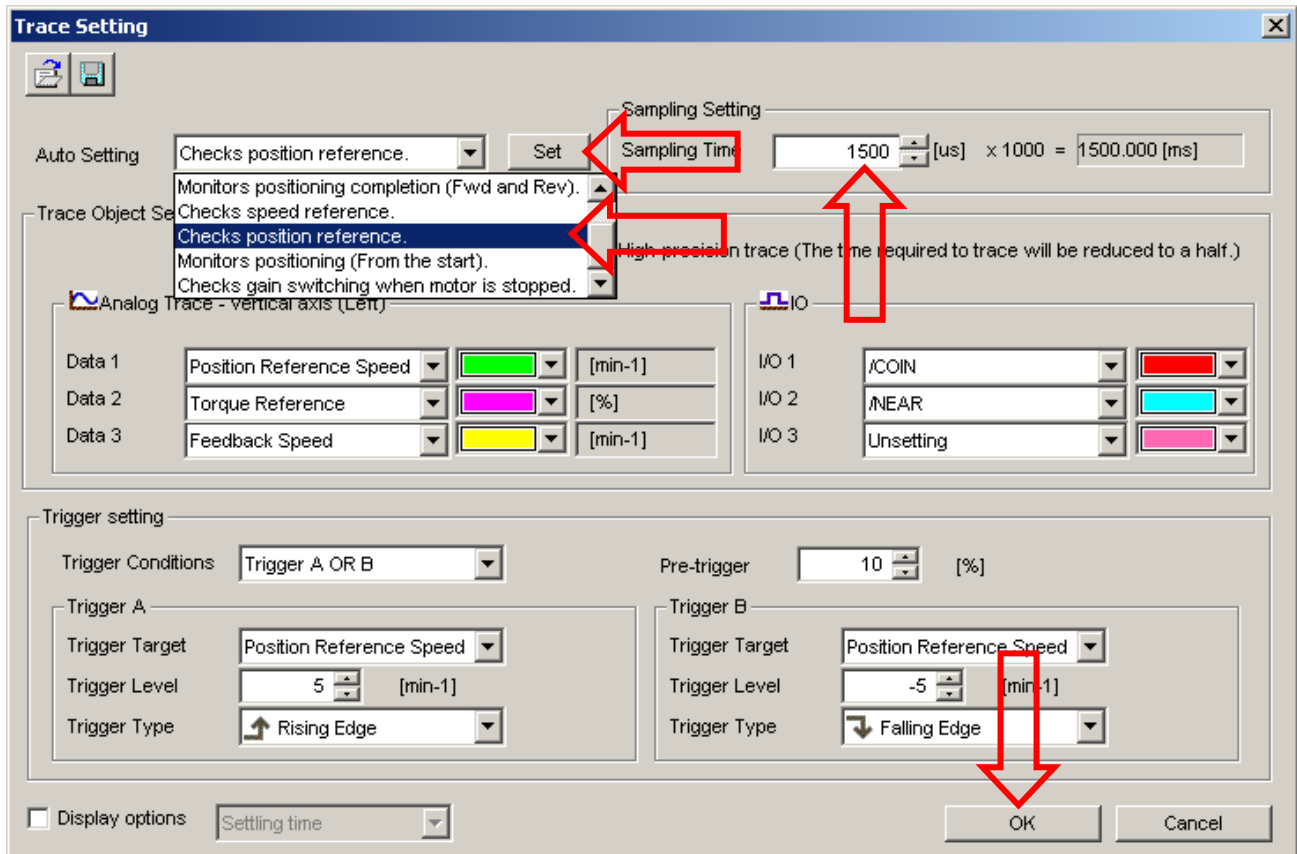 Trace Setting
Sampling Setting
Auto Setting Checks position reference. Set Sampling Time 1500 [us] x 1000 = 1500.000 [ms]
Monitors positioning completion (Fwd and Rev).
Checks speed reference.
Checks position reference.
Monitors positioning (From the start).
Checks gain switching when motor is stopped.
Trace Object Se
High-precision trace (The time required to trace will be reduced to a half.)
Analog Trace - Vertical axis (Left) IO
Data 1 Position Reference Speed [min-1] I/O 1 /COIN
Data 2 Torque Reference [%] I/O 2 /NEAR
Data 3 Feedback Speed [min-1] I/O 3 Unsetting
Trigger setting
Trigger Conditions Trigger A OR B Pre-trigger 10 [%]
Trigger A Trigger B
Trigger Target Position Reference Speed Trigger Target Position Reference Speed
Trigger Level 5 [min-1] Trigger Level -5 [min-1]
Trigger Type Rising Edge Trigger Type Falling Edge
Display options Settling time OK Cancel